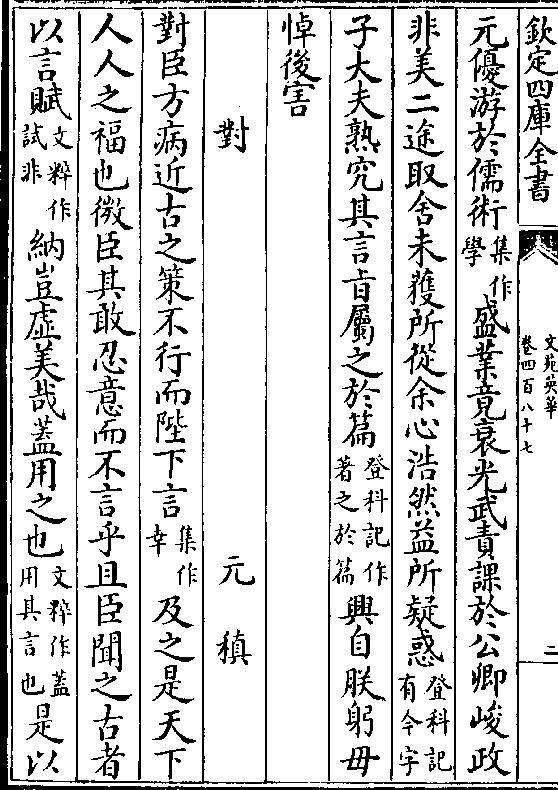 欽定四庫全書
文苑英華
卷四百八十七
二
元優游於儒術集作學盛業竟衰光武責課於公卿峻政
非美二途取舍未獲所從余心浩然益所疑惑登科記有今字
子大夫熟究其言旨屬之於篇登科記作著之於篇興自朕躬毋
悼後害
對
元稹
對臣方病近古之策不行而陛下言集作幸及之是天下
人人之福也微臣其敢忍意而不言乎且臣聞之古者
以言賦文粹作試非納豈虛美哉蓋用之也文粹作蓋用其言也是以